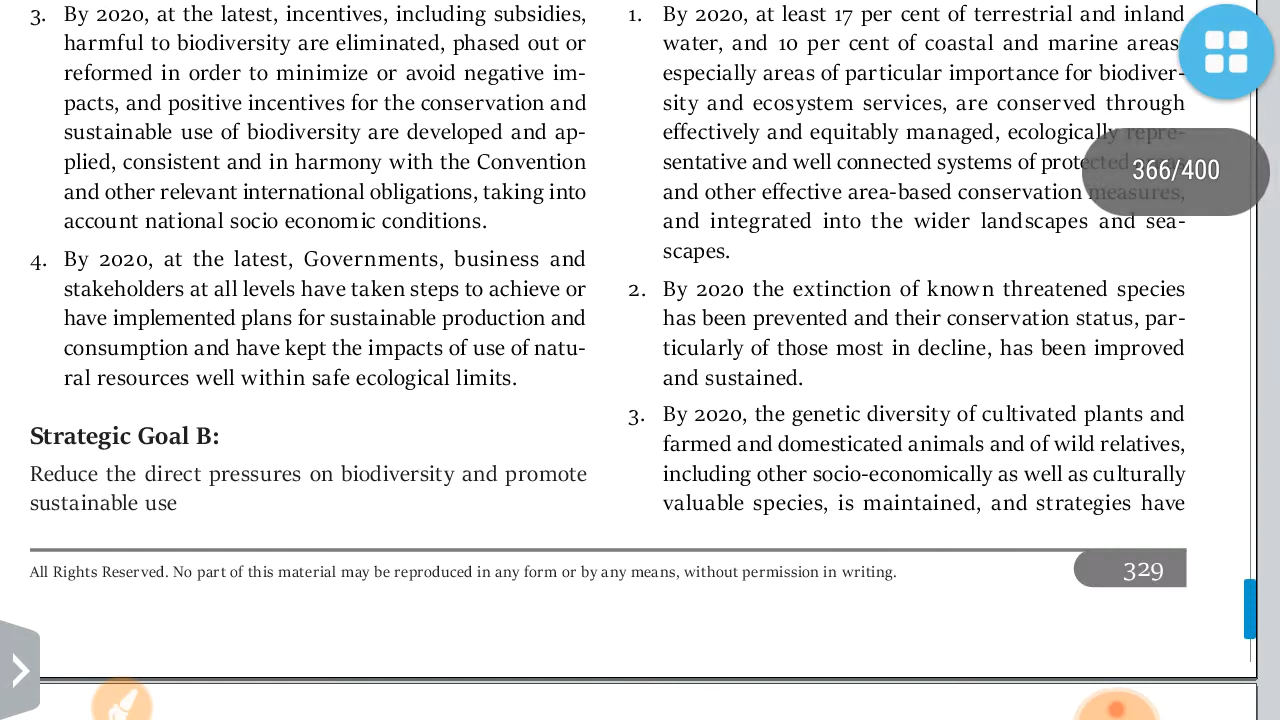 3. By 2020, at the latest, incentives, including subsidies,
harmful to biodiversity are eliminated, phased out or
reformed in order to minimize or avoid negative im-
pacts, and positive incentives for the conservation and
sustainable use of biodiversity are developed and ap-
plied, consistent and in harmony with the Convention
and other relevant international obligations, taking into
account national socio economic conditions.
4. By 2020, at the latest, Governments, business and
stakeholders at all levels have taken steps to achieve or
have implemented plans for sustainable production and
consumption and have kept the impacts of use of natu-
ral resources well within safe ecological limits.
Strategic Goal B:
Reduce the direct pressures on biodiversity and promote
sustainable use
1. By 2020, at least 17 per cent of terrestrial and inland
water, and 10 per cent of coastal and marine areas
especially areas of particular importance for biodiver-
sity and ecosystem services, are conserved through
effectively and equitably managed, ecologically repre-
sentative and well connected systems of protected
and other effective area-based conservation measures,
and integrated into the wider landscapes and sea-
scapes.
2. By 2020 the extinction of known threatened species
has been prevented and their conservation status, par-
ticularly of those most in decline, has been improved
and sustained.
3. By 2020, the genetic diversity of cultivated plants and
farmed and domesticated animals and of wild relatives,
including other socio-economically as well as culturally
valuable species, is maintained, and strategies have
366/400
All Rights Reserved. No part of this material may be reproduced in any form or by any means, without permission in writing.
329